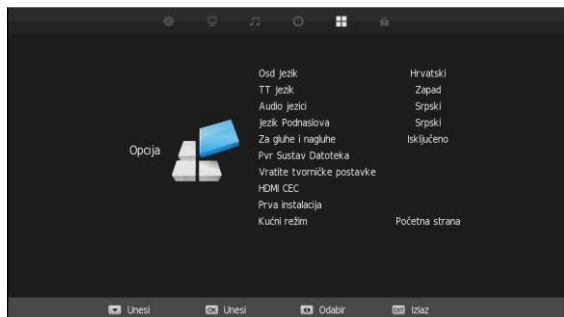 Osd Jezik Hrvatski
TT Jezik Zapad
Audio jezici Srpski
Jezik Podnaslova Srpski
Za gluhe i nagluhe Isključeno
Opcija
Pvr Sustav Datoteka
Vratite tvorničke postavke
HDMI CEC
Prva instalacija
Kućni režim Početna strana
Unesi OK Unesi Odabir EXIT Izlaz